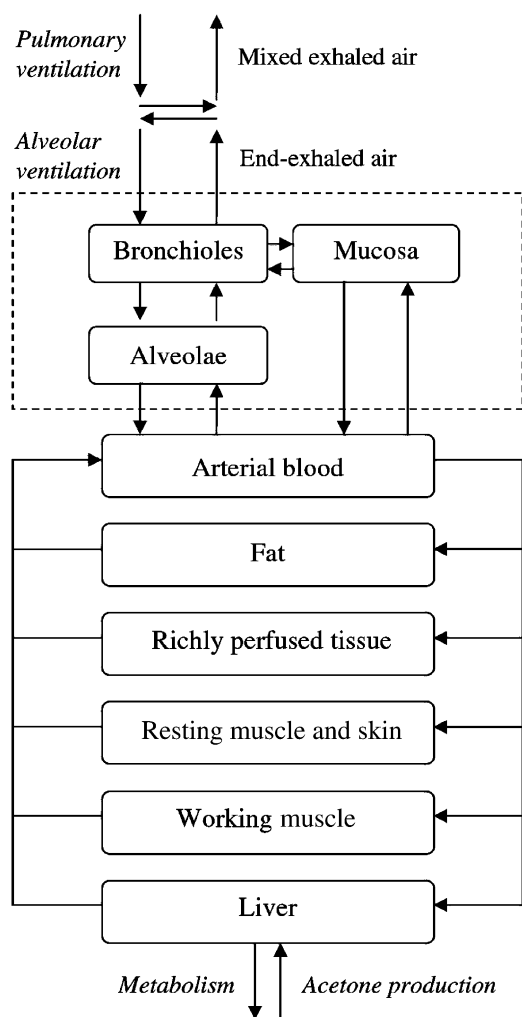 Pulmonary
ventilation
Mixed exhaled air
Alveolar
ventilation
End-exhaled air
Bronchioles
Mucosa
Alveolae
Arterial blood
Fat
Richly perfused tissue
Resting muscle and skin
Working muscle
Liver
Metabolism
Acetone production